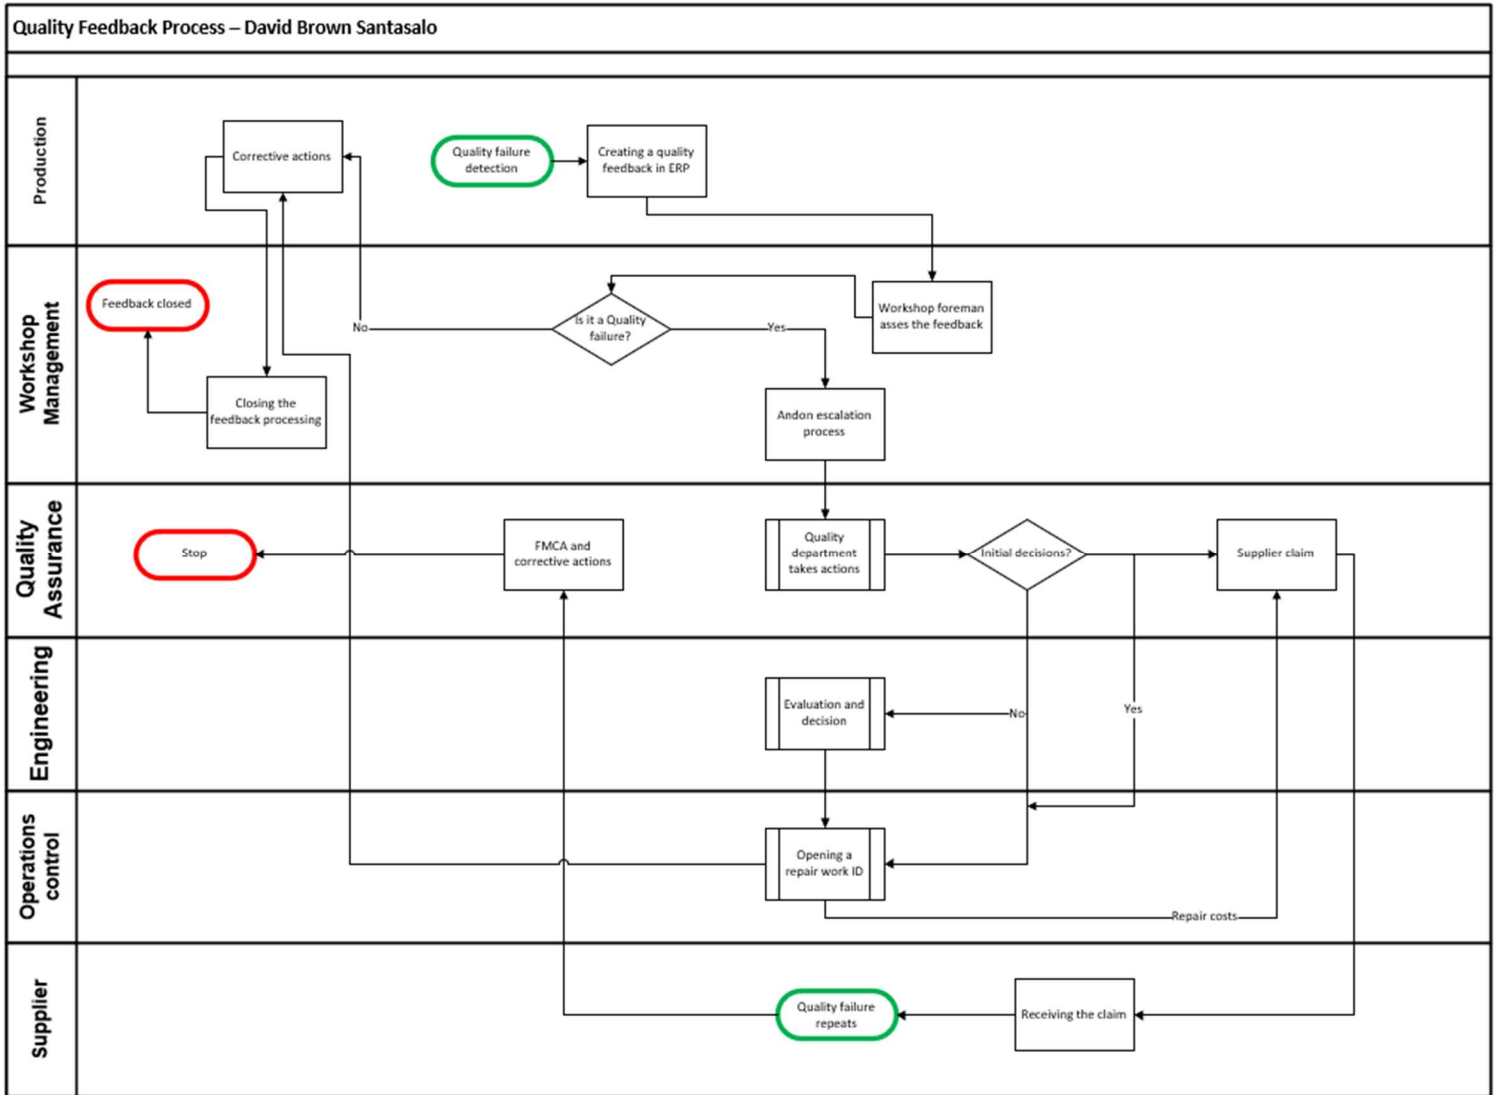 Quality Feedback Process – David Brown Santasalo
Production
Corrective actions
Quality failure
detection
Creating a quality
feedback in ERP
Workshop
Management
Feedback closed
Is it a Quality
failure?
No
Yes
Workshop foreman
asses the feedback
Closing the
feedback processing
Andon escalation
process
Quality
Assurance
Stop
FMCA and
corrective actions
Quality
department
takes actions
Initial decisions?
Supplier claim
Engineering
Evaluation and
decision
No
Yes
Operations
control
Opening a
repair work ID
Repair costs
Supplier
Quality failure
repeats
Receiving the claim